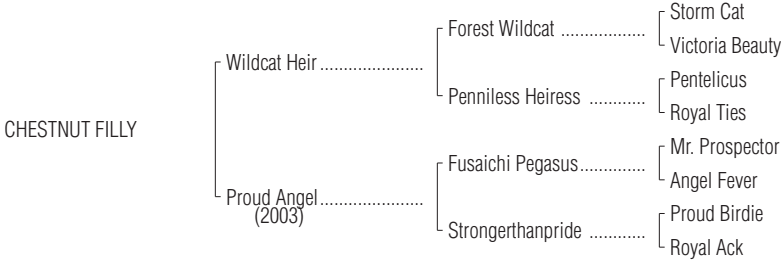 Storm Cat
Forest Wildcat ..................
Victoria Beauty
Wildcat Heir ......................
Pentelicus
Penniless Heiress ............
Royal Ties
CHESTNUT FILLY
Mr. Prospector
Fusaichi Pegasus..............
Angel Fever
Proud Angel......................
(2003)
Proud Birdie
Strongerthanpride ............
Royal Ack